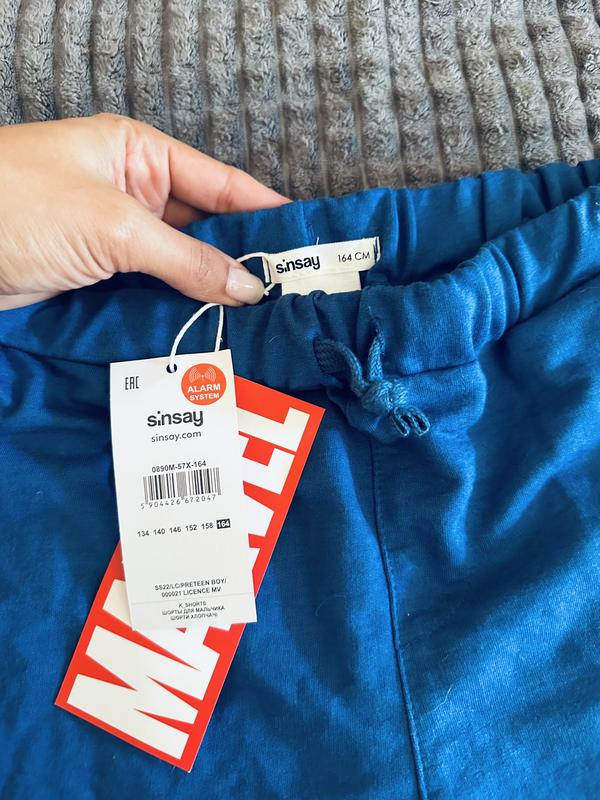 sinsay 164 CM
EAC
ALARM
SYSTEM
sinsay
sinsay.com
0890M-57X-164
5 904426 672047
134 140 146 152 158 164
SS22/LC/PRETEEN BOY/
000021 LICENCE MV
K_SHORTS
ШОРТЫ ДЛЯ МАЛЬЧИКА
ШОРТИ ХЛОПЧАЧІ
MARVEL